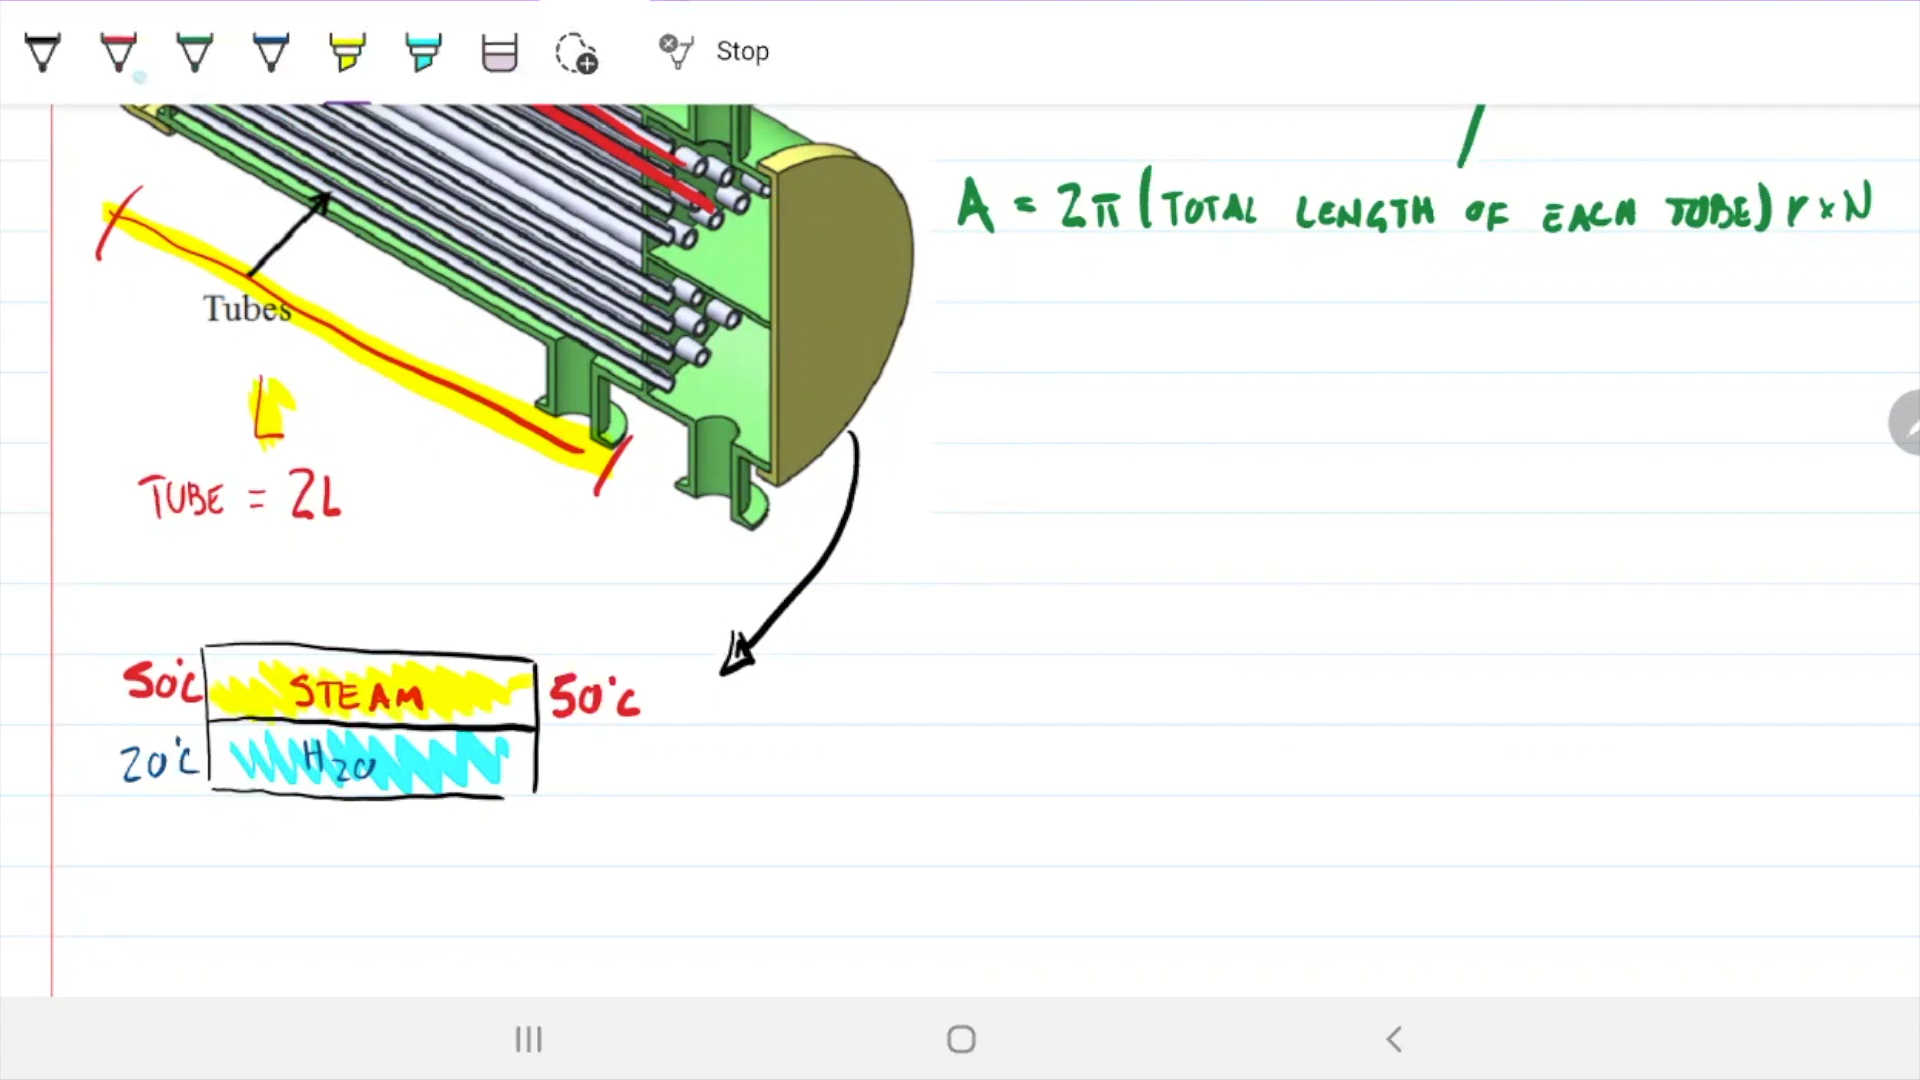 Stop
A = 2π(TOTAL LENGTH OF EACH TUBE) r × N
Tubes
L
TUBE = 2L
50°C STEAM 50°C
20°C H2O